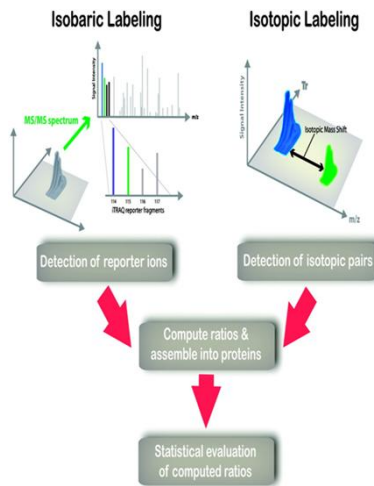 Isobaric Labeling
Isotopic Labeling
Signal Intensity
m/z
MS/MS spectrum
114 115 116 117
iTRAQ reporter fragments
Signal Intensity
Tr
Isotopic Mass Shift
m/z
Detection of reporter ions
Detection of isotopic pairs
Compute ratios &
assemble into proteins
Statistical evaluation
of computed ratios